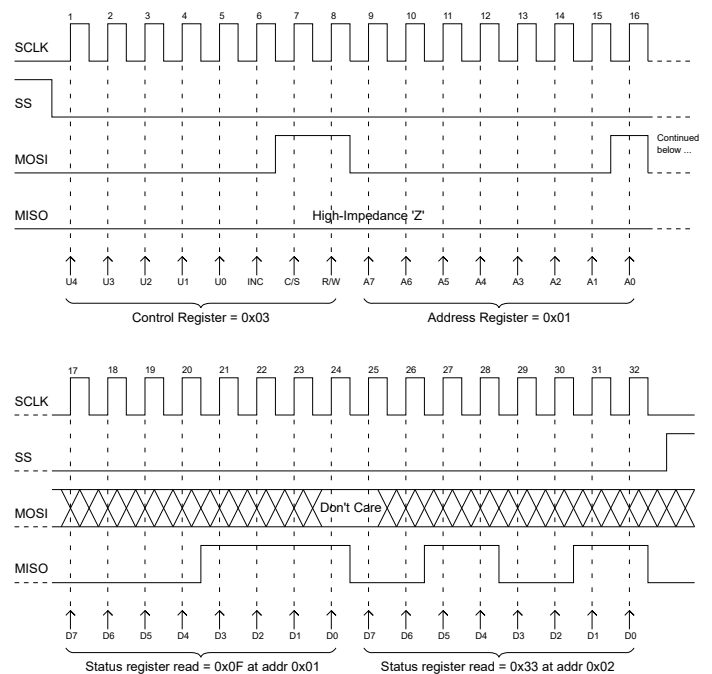 1 2 3 4 5 6 7 8 9 10 11 12 13 14 15 16
SCLK
SS
MOSI
Continued
below ...
MISO
High-Impedance 'Z'
U4 U3 U2 U1 U0 INC C/S R/W A7 A6 A5 A4 A3 A2 A1 A0
Control Register = 0x03 Address Register = 0x01
17 18 19 20 21 22 23 24 25 26 27 28 29 30 31 32
SCLK
SS
MOSI
Don't Care
MISO
D7 D6 D5 D4 D3 D2 D1 D0 D7 D6 D5 D4 D3 D2 D1 D0
Status register read = 0x0F at addr 0x01 Status register read = 0x33 at addr 0x02